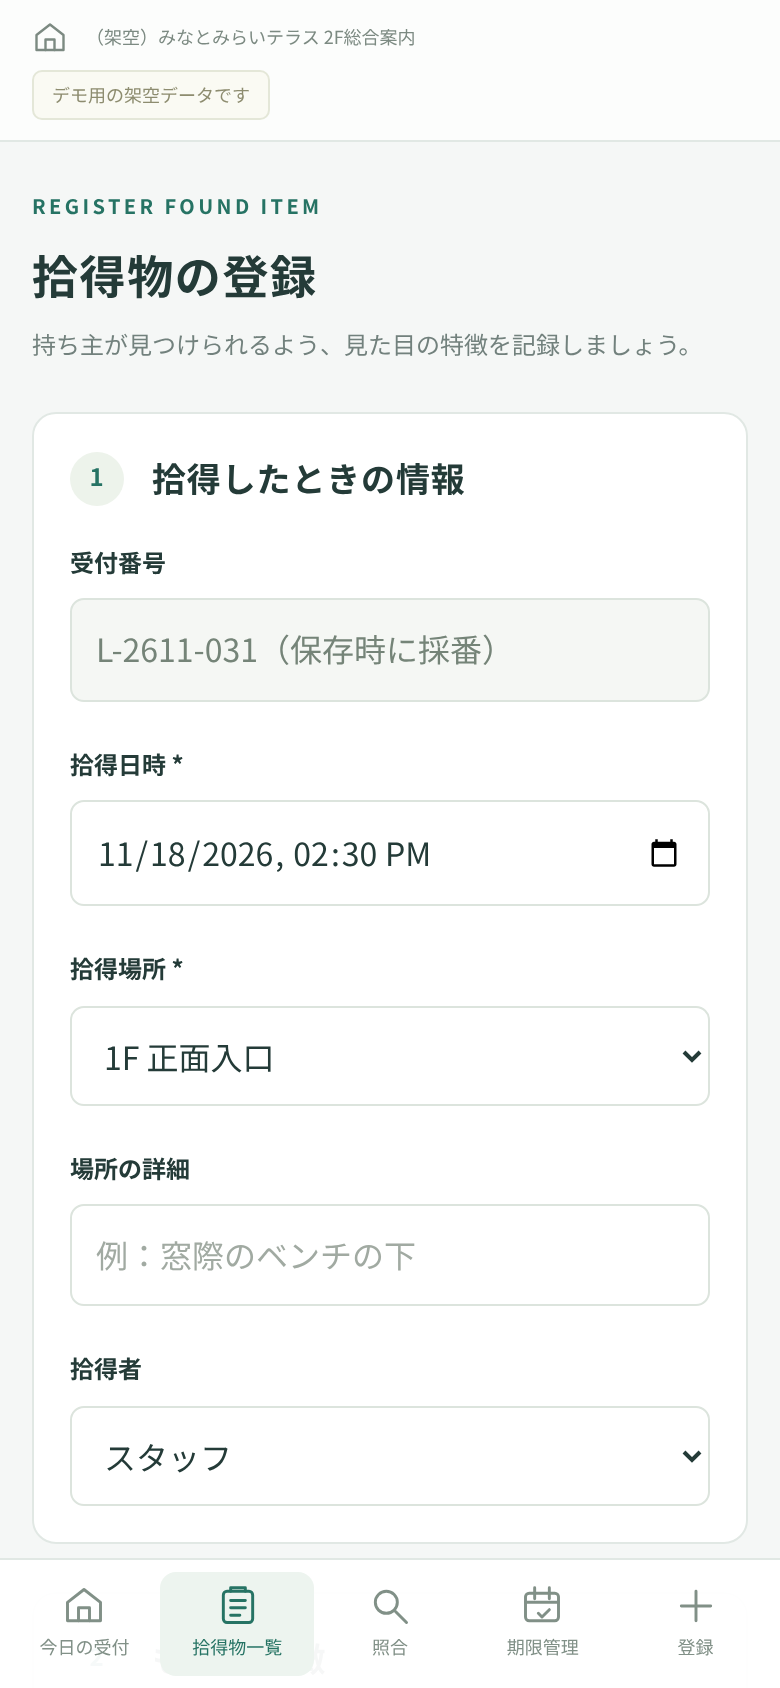 （架空）みなとみらいテラス 2F総合案内
デモ用の架空データです
REGISTER FOUND ITEM
拾得物の登録
持ち主が見つけられるよう、見た目の特徴を記録しましょう。
1 拾得したときの情報
受付番号
L-2611-031（保存時に採番）
拾得日時 *
11/18/2026, 02:30 PM
拾得場所 *
1F 正面入口
場所の詳細
例：窓際のベンチの下
拾得者
スタッフ
今日の受付 拾得物一覧 照合 期限管理 登録